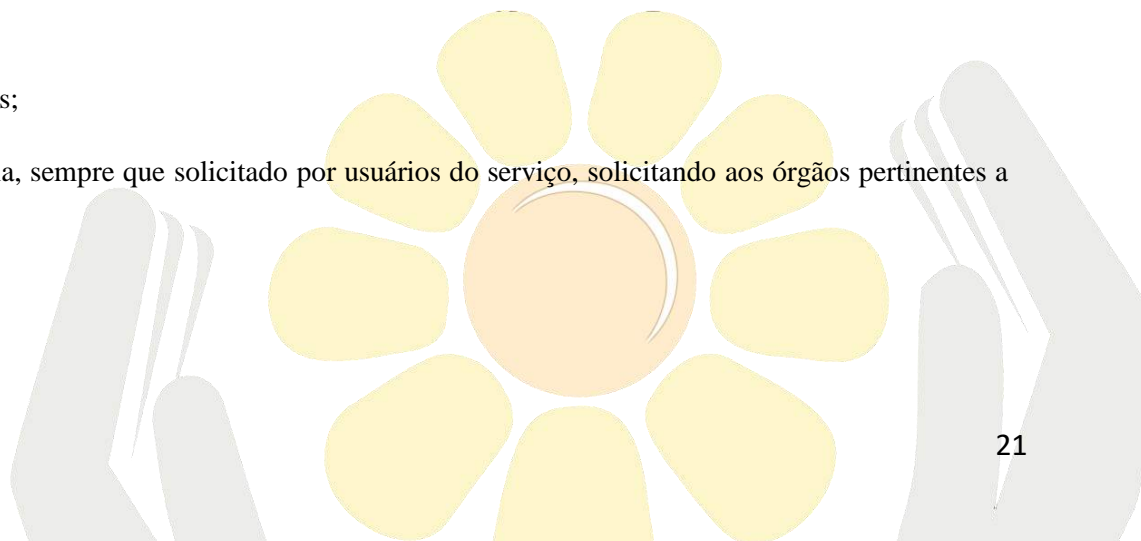 s;
a, sempre que solicitado por usuários do serviço, solicitando aos órgãos pertinentes a
21